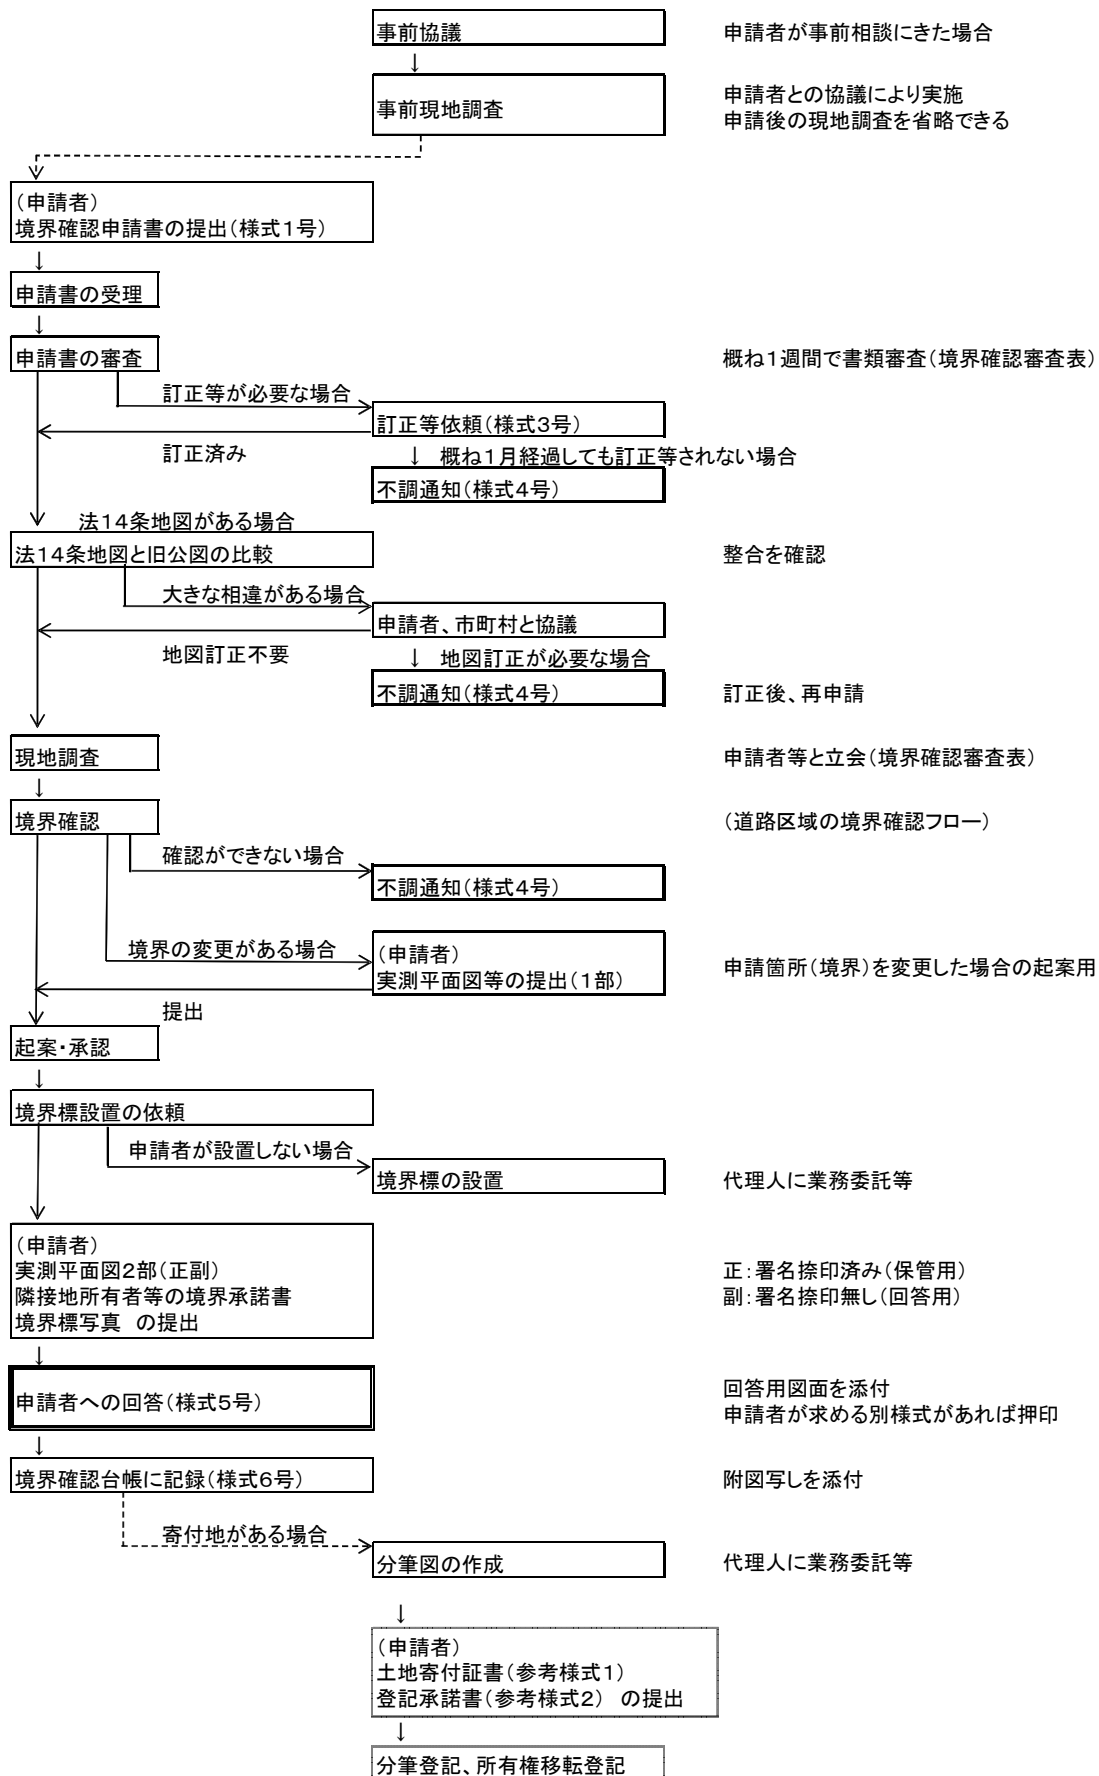 事前協議　申請者が事前相談にきた場合
↓
申請者との協議により実施
事前現地調査
申請後の現地調査を省略できる
（申請者）
境界確認申請書の提出（様式１号）
↓
申請書の受理
↓
申請書の審査　概ね１週間で書類審査（境界確認審査表）
訂正等が必要な場合
訂正等依頼（様式３号）
訂正済み　↓　概ね１月経過しても訂正等されない場合
不調通知（様式４号）
法１４条地図がある場合
法１４条地図と旧公図の比較　整合を確認
大きな相違がある場合
申請者、市町村と協議
地図訂正不要　↓　地図訂正が必要な場合
不調通知（様式４号）　訂正後、再申請
現地調査　申請者等と立会（境界確認審査表）
↓
境界確認　（道路区域の境界確認フロー）
確認ができない場合
不調通知（様式４号）
境界の変更がある場合
（申請者）
実測平面図等の提出（１部）　申請箇所（境界）を変更した場合の起案用
提出
起案・承認
↓
境界標設置の依頼
申請者が設置しない場合
境界標の設置　代理人に業務委託等
（申請者）
実測平面図２部（正副）　正：署名捺印済み（保管用）
隣接地所有者等の境界承諾書　副：署名捺印無し（回答用）
境界標写真　の提出
↓
回答用図面を添付
申請者への回答（様式５号）
申請者が求める別様式があれば押印
↓
境界確認台帳に記録（様式６号）　附図写しを添付
寄付地がある場合
分筆図の作成　代理人に業務委託等
↓
（申請者）
土地寄付証書（参考様式１）
登記承諾書（参考様式２）　の提出
↓
分筆登記、所有権移転登記